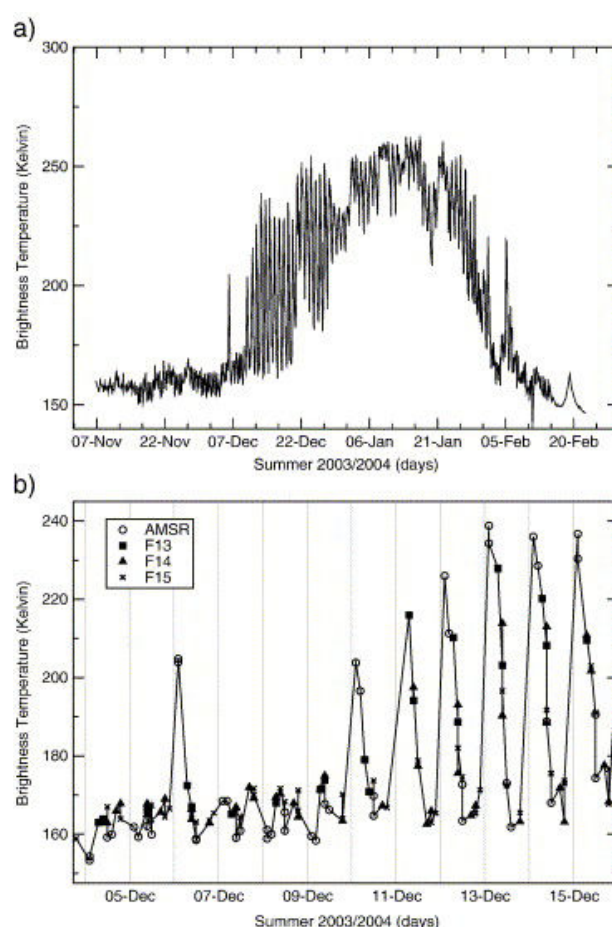 a)
300
250
200
150
Brightness Temperature (Kelvin)
07-Nov 22-Nov 07-Dec 22-Dec 06-Jan 21-Jan 05-Feb 20-Feb
Summer 2003/2004 (days)
b)
240
220
200
180
160
Brightness Temperature (Kelvin)
AMSR
F13
F14
F15
05-Dec 07-Dec 09-Dec 11-Dec 13-Dec 15-Dec
Summer 2003/2004 (days)